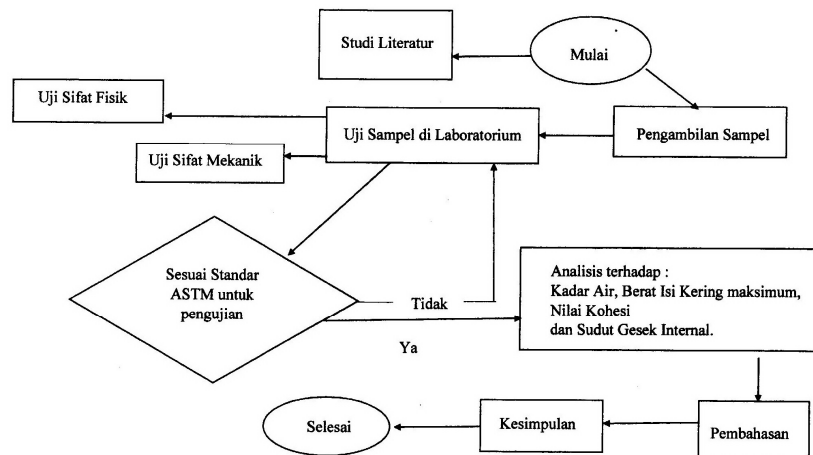 Studi Literatur
Mulai
Uji Sifat Fisik
Uji Sampel di Laboratorium
Pengambilan Sampel
Uji Sifat Mekanik
Sesuai Standar
ASTM untuk
pengujian
Tidak
Ya
Analisis terhadap :
Kadar Air, Berat Isi Kering maksimum,
Nilai Kohesi
dan Sudut Gesek Internal.
Selesai
Kesimpulan
Pembahasan